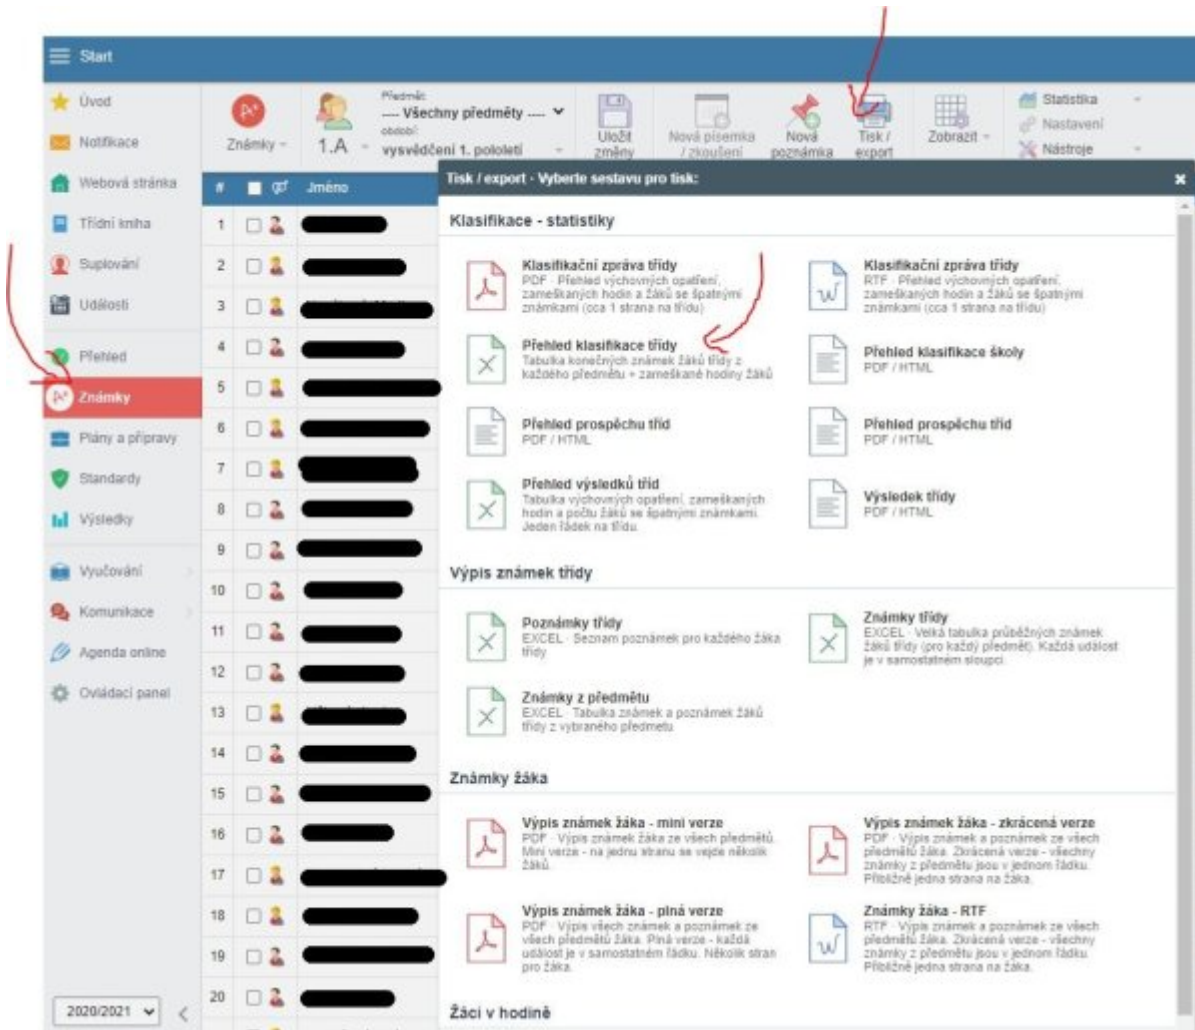 Start
Úvod
Notifikace
Webová stránka
Třídní kniha
Suplování
Události
Přehled
Známky
Plány a přípravy
Standardy
Výsledky
Vyučování
Komunikace
Agenda online
Ovládací panel
2020/2021
Známky
1.A
Předmět:
---- Všechny předměty ----
období:
vysvědčení 1. pololetí
Uložit
změny
Nová písemka
/ zkoušení
Nová
poznámka
Tisk /
export
Zobrazit
Statistika
Nastavení
Nástroje
# Jméno
1
2
3
4
5
6
7
8
9
10
11
12
13
14
15
16
17
18
19
20
Tisk / export - Vyberte sestavu pro tisk:
Klasifikace - statistiky
Klasifikační zpráva třídy
PDF - Přehled výchovných opatření,
zameškaných hodin a žáků se špatnými
známkami (cca 1 strana na třídu)
Klasifikační zpráva třídy
RTF - Přehled výchovných opatření,
zameškaných hodin a žáků se špatnými
známkami (cca 1 strana na třídu)
Přehled klasifikace třídy
Tabulka konečných známek žáků třídy z
každého předmětu + zameškané hodiny žáků
Přehled klasifikace školy
PDF / HTML
Přehled prospěchu tříd
PDF / HTML
Přehled prospěchu tříd
PDF / HTML
Přehled výsledků tříd
Tabulka výchovných opatření, zameškaných
hodin a počtu žáků se špatnými známkami.
Jeden řádek na třídu.
Výsledek třídy
PDF / HTML
Výpis známek třídy
Poznámky třídy
EXCEL - Seznam poznámek pro každého žáka
třídy
Známky třídy
EXCEL - Velká tabulka průběžných známek
žáků třídy (pro každý předmět). Každá událost
je v samostatném sloupci.
Známky z předmětu
EXCEL - Tabulka známek a poznámek žáků
třídy z vybraného předmetu
Známky žáka
Výpis známek žáka - mini verze
PDF - Výpis známek žáka ze všech předmětů.
Mini verze - na jednu stranu se vejde několik
žáků.
Výpis známek žáka - zkrácená verze
PDF - Výpis známek a poznámek ze všech
předmětů žáka. Zkrácená verze - všechny
známky z předmětu jsou v jednom řádku.
Přibližně jedna strana na žáka.
Výpis známek žáka - plná verze
PDF - Výpis všech známek a poznámek ze
všech předmětů žáka. Plná verze - každá
událost je v samostatném řádku. Několik stran
pro žáka.
Známky žáka - RTF
RTF - Výpis známek a poznámek ze všech
předmětů žáka. Zkrácená verze - všechny
známky z předmětu jsou v jednom řádku.
Přibližně jedna strana na žáka.
Žáci v hodině